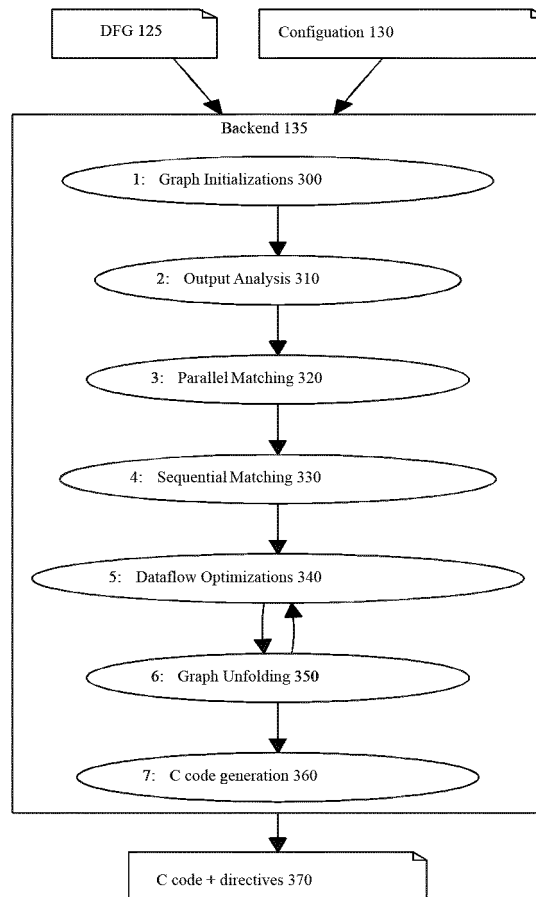 DFG 125
Configuation 130
Backend 135
1: Graph Initializations 300
2: Output Analysis 310
3: Parallel Matching 320
4: Sequential Matching 330
5: Dataflow Optimizations 340
6: Graph Unfolding 350
7: C code generation 360
C code + directives 370